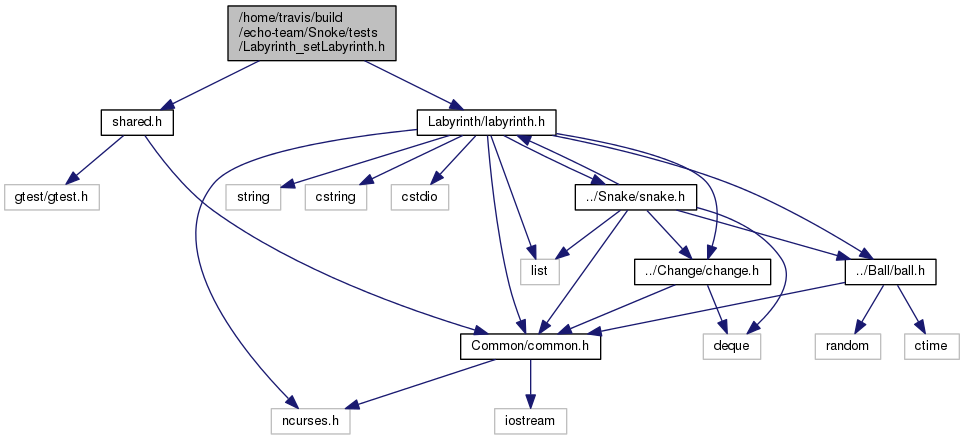 /home/travis/build
/echo-team/Snoke/tests
/Labyrinth_setLabyrinth.h
shared.h
Labyrinth/labyrinth.h
gtest/gtest.h
string
cstring
cstdio
../Snake/snake.h
list
../Change/change.h
../Ball/ball.h
Common/common.h
deque
random
ctime
ncurses.h
iostream